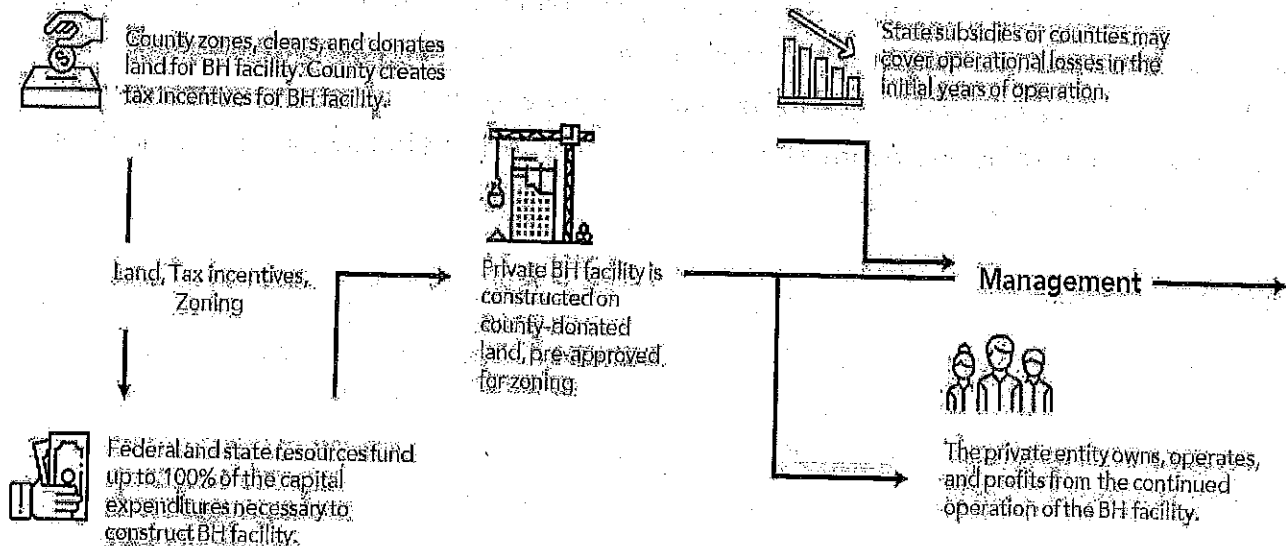 County zones, clears, and donates
land for BH facility. County creates
tax incentives for BH facility.
State subsidies or counties may
cover operational losses in the
initial years of operation.
Land, Tax incentives,
Zoning
Private BH facility is
constructed on
county-donated
land, pre-approved
for zoning.
Management
Federal and state resources fund
up to 100% of the capital
expenditures necessary to
construct BH facility.
The private entity owns, operates,
and profits from the continued
operation of the BH facility.